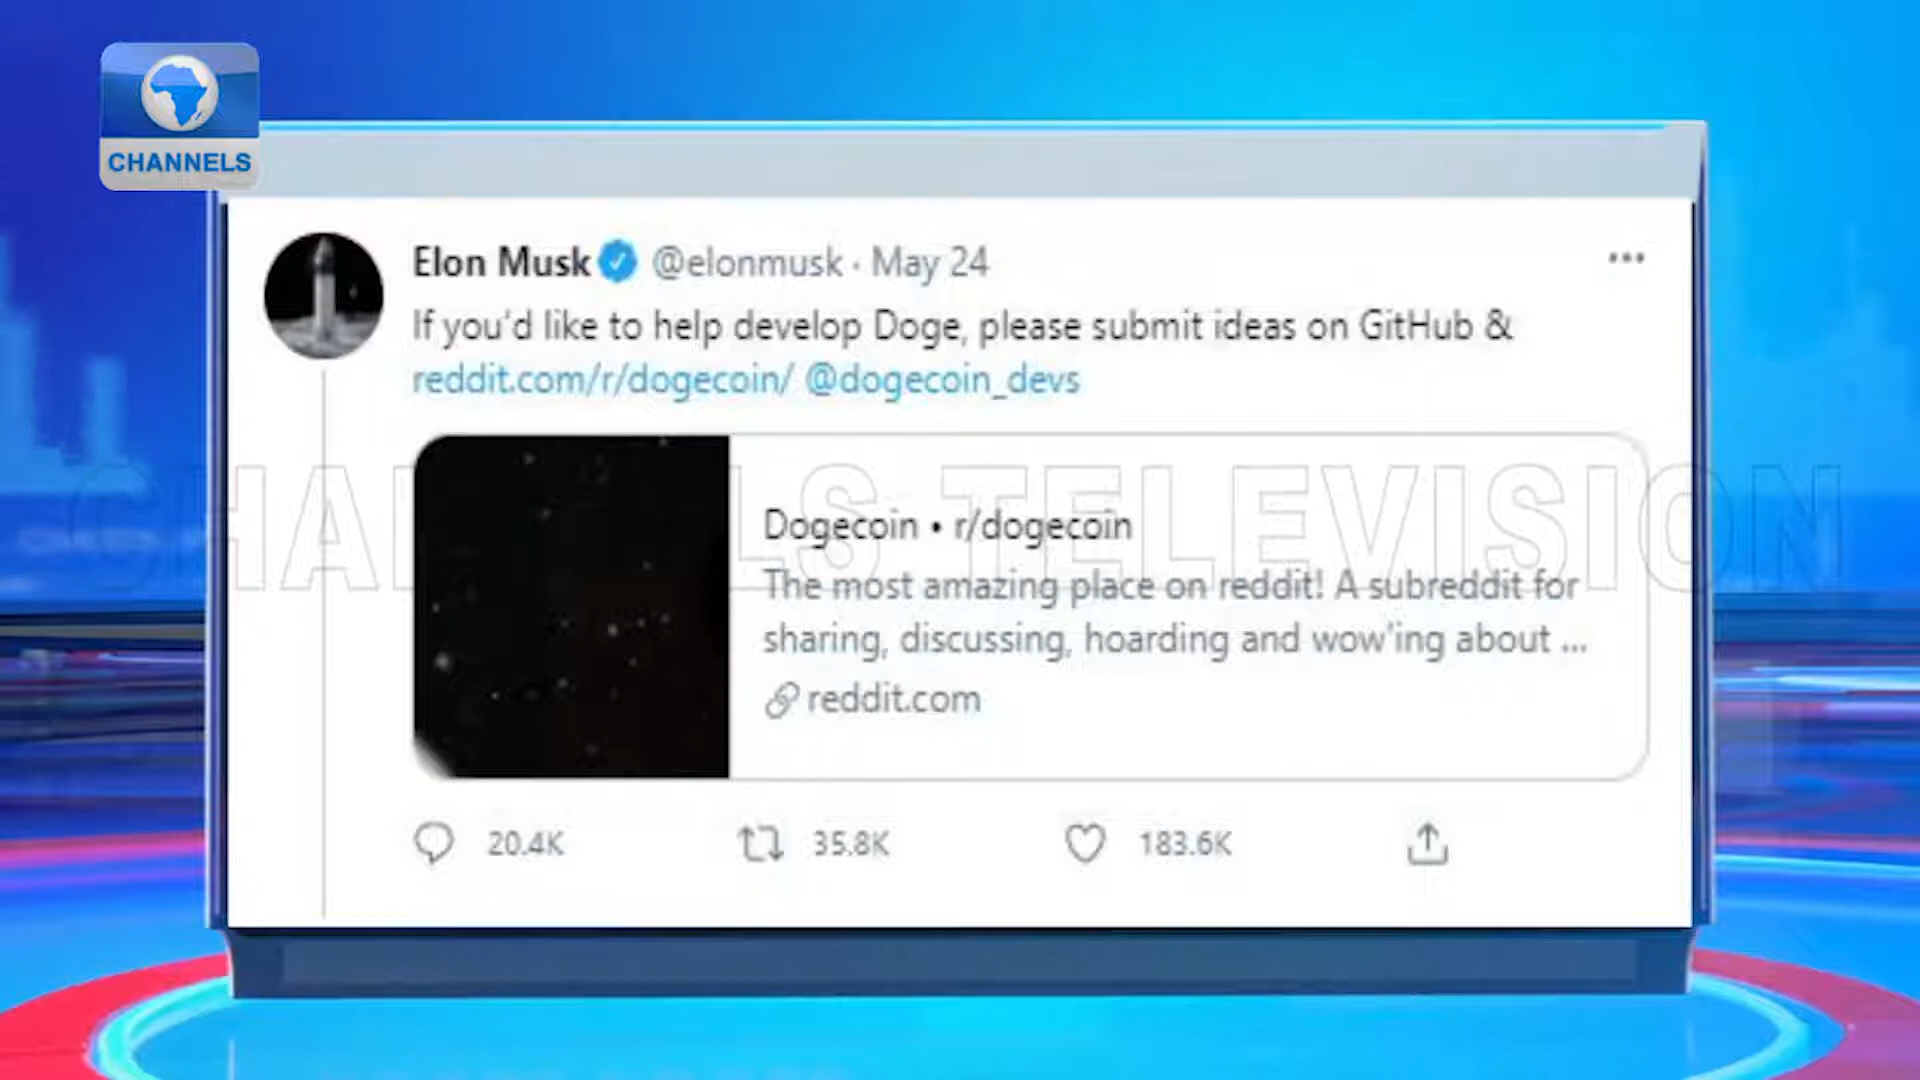 CHANNELS
Elon Musk @elonmusk · May 24
If you'd like to help develop Doge, please submit ideas on GitHub &
reddit.com/r/dogecoin/ @dogecoin_devs
CHANNELS TELEVISION
Dogecoin • r/dogecoin
The most amazing place on reddit! A subreddit for
sharing, discussing, hoarding and wow'ing about ...
reddit.com
20.4K 35.8K 183.6K